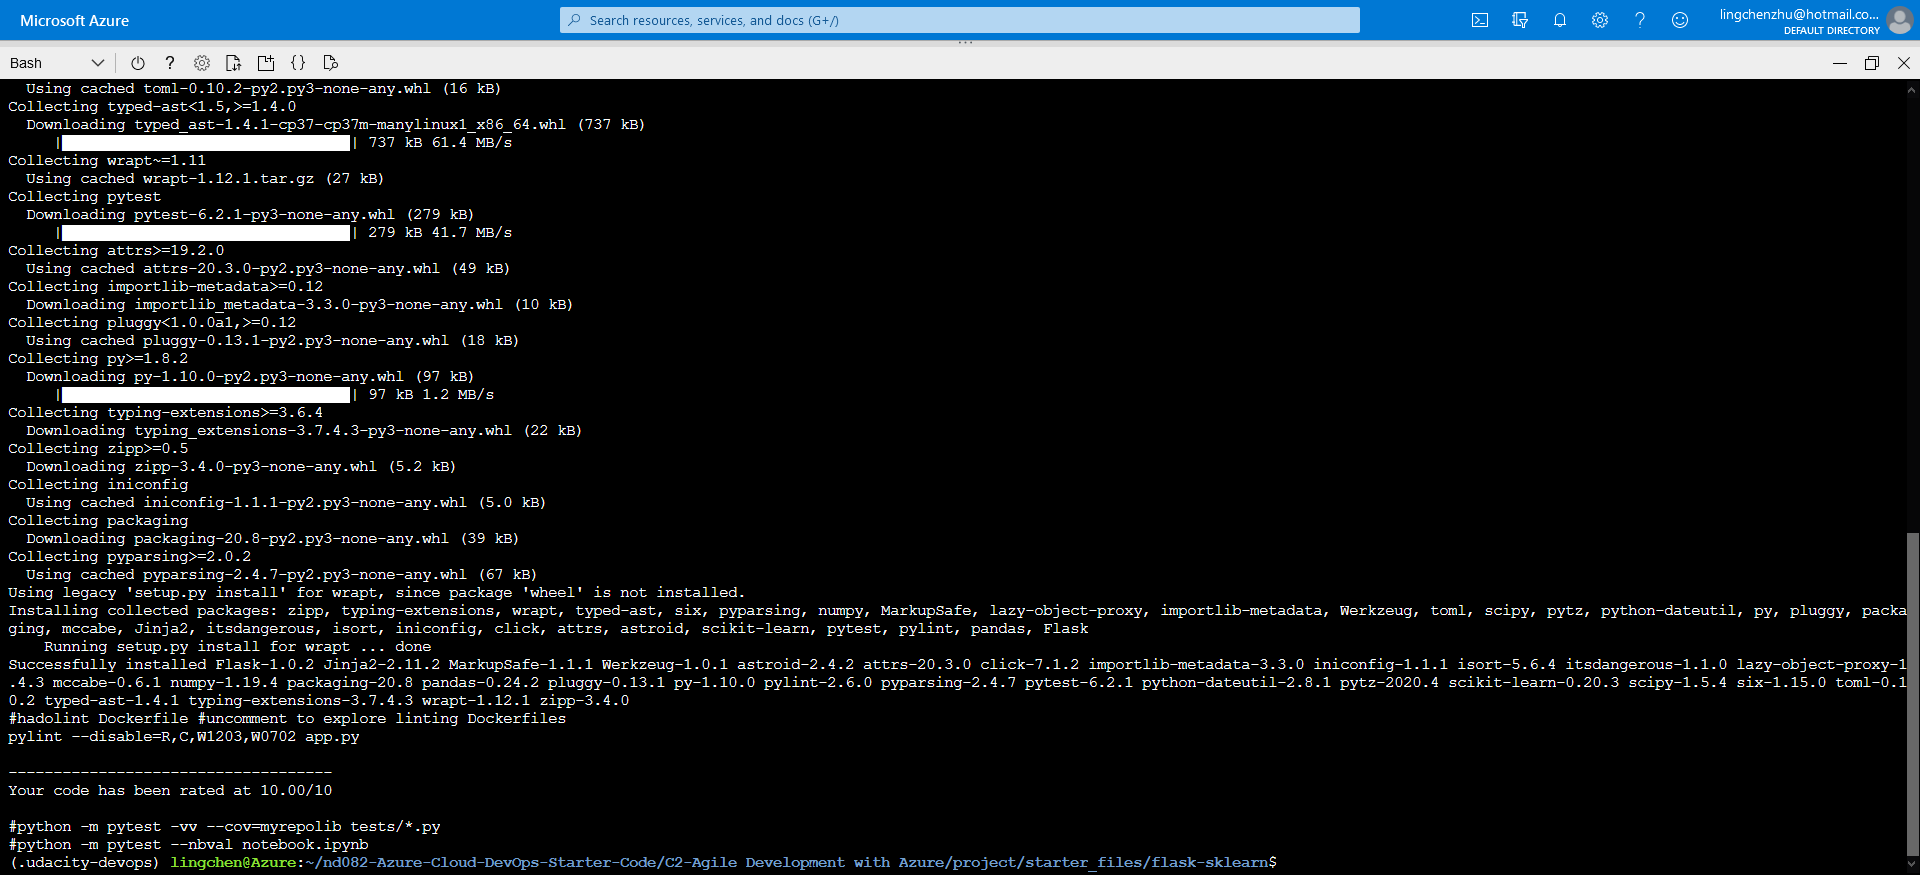 Microsoft Azure
Search resources, services, and docs (G+/)
lingchenzhu@hotmail.co...
DEFAULT DIRECTORY
Bash
Using cached toml-0.10.2-py2.py3-none-any.whl (16 kB)
Collecting typed-ast<1.5,>=1.4.0
Downloading typed_ast-1.4.1-cp37-cp37m-manylinux1_x86_64.whl (737 kB)
| | 737 kB 61.4 MB/s
Collecting wrapt~=1.11
Using cached wrapt-1.12.1.tar.gz (27 kB)
Collecting pytest
Downloading pytest-6.2.1-py3-none-any.whl (279 kB)
| | 279 kB 41.7 MB/s
Collecting attrs>=19.2.0
Using cached attrs-20.3.0-py2.py3-none-any.whl (49 kB)
Collecting importlib-metadata>=0.12
Downloading importlib_metadata-3.3.0-py3-none-any.whl (10 kB)
Collecting pluggy<1.0.0a1,>=0.12
Using cached pluggy-0.13.1-py2.py3-none-any.whl (18 kB)
Collecting py>=1.8.2
Downloading py-1.10.0-py2.py3-none-any.whl (97 kB)
| | 97 kB 1.2 MB/s
Collecting typing-extensions>=3.6.4
Downloading typing_extensions-3.7.4.3-py3-none-any.whl (22 kB)
Collecting zipp>=0.5
Downloading zipp-3.4.0-py3-none-any.whl (5.2 kB)
Collecting iniconfig
Using cached iniconfig-1.1.1-py2.py3-none-any.whl (5.0 kB)
Collecting packaging
Downloading packaging-20.8-py2.py3-none-any.whl (39 kB)
Collecting pyparsing>=2.0.2
Using cached pyparsing-2.4.7-py2.py3-none-any.whl (67 kB)
Using legacy 'setup.py install' for wrapt, since package 'wheel' is not installed.
Installing collected packages: zipp, typing-extensions, wrapt, typed-ast, six, pyparsing, numpy, MarkupSafe, lazy-object-proxy, importlib-metadata, Werkzeug, toml, scipy, pytz, python-dateutil, py, pluggy, packa
ging, mccabe, Jinja2, itsdangerous, isort, iniconfig, click, attrs, astroid, scikit-learn, pytest, pylint, pandas, Flask
Running setup.py install for wrapt ... done
Successfully installed Flask-1.0.2 Jinja2-2.11.2 MarkupSafe-1.1.1 Werkzeug-1.0.1 astroid-2.4.2 attrs-20.3.0 click-7.1.2 importlib-metadata-3.3.0 iniconfig-1.1.1 isort-5.6.4 itsdangerous-1.1.0 lazy-object-proxy-1
.4.3 mccabe-0.6.1 numpy-1.19.4 packaging-20.8 pandas-0.24.2 pluggy-0.13.1 py-1.10.0 pylint-2.6.0 pyparsing-2.4.7 pytest-6.2.1 python-dateutil-2.8.1 pytz-2020.4 scikit-learn-0.20.3 scipy-1.5.4 six-1.15.0 toml-0.1
0.2 typed-ast-1.4.1 typing-extensions-3.7.4.3 wrapt-1.12.1 zipp-3.4.0
#hadolint Dockerfile #uncomment to explore linting Dockerfiles
pylint --disable=R,C,W1203,W0702 app.py
------------------------------------
Your code has been rated at 10.00/10
#python -m pytest -vv --cov=myrepolib tests/*.py
#python -m pytest --nbval notebook.ipynb
(.udacity-devops) lingchen@Azure:~/nd082-Azure-Cloud-DevOps-Starter-Code/C2-Agile Development with Azure/project/starter_files/flask-sklearn$